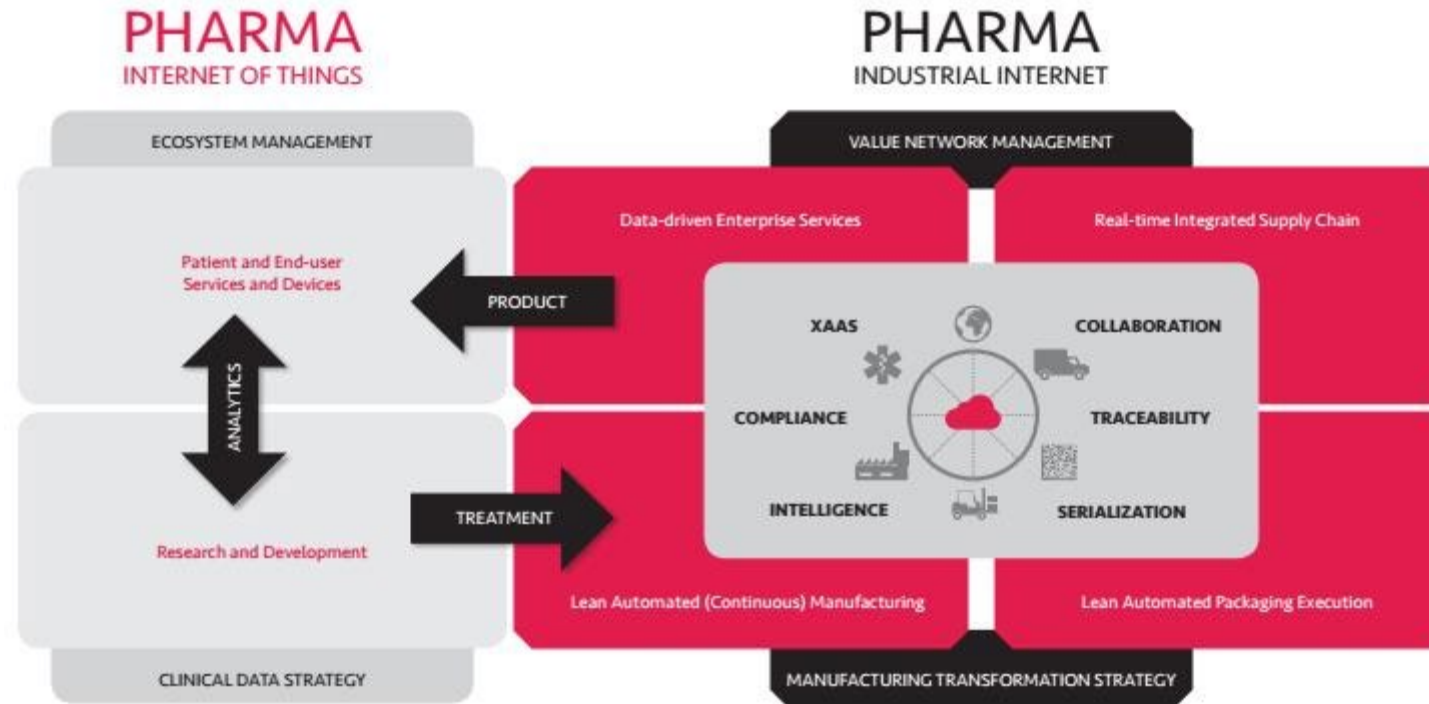 PHARMA
INTERNET OF THINGS
PHARMA
INDUSTRIAL INTERNET
ECOSYSTEM MANAGEMENT
VALUE NETWORK MANAGEMENT
Data-driven Enterprise Services
Real-time Integrated Supply Chain
Patient and End-user
Services and Devices
PRODUCT
XAAS
COLLABORATION
ANALYTICS
COMPLIANCE
TRACEABILITY
INTELLIGENCE
SERIALIZATION
TREATMENT
Research and Development
Lean Automated (Continuous) Manufacturing
Lean Automated Packaging Execution
CLINICAL DATA STRATEGY
MANUFACTURING TRANSFORMATION STRATEGY